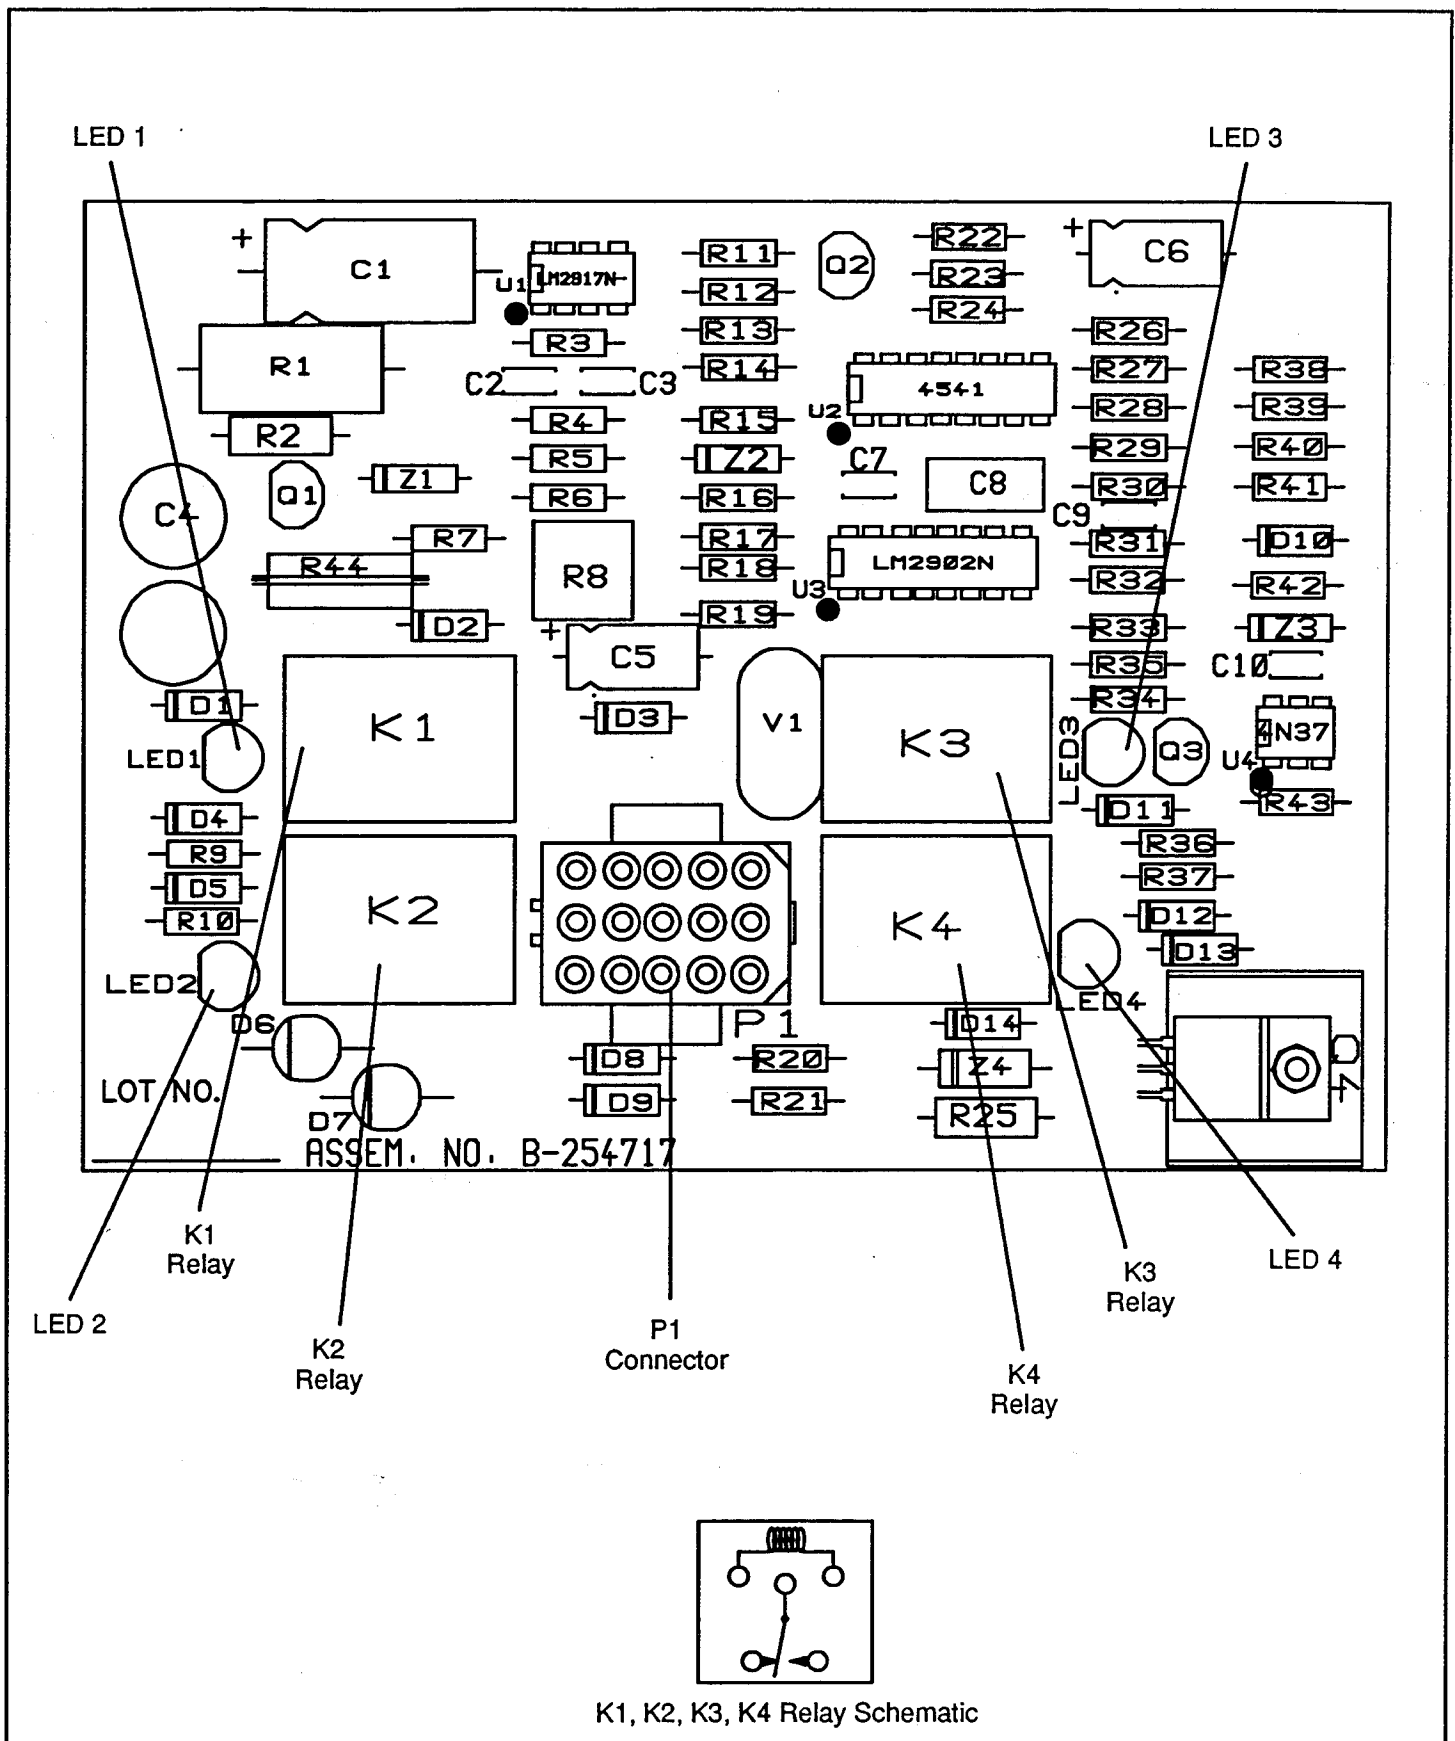 LED 1
LED 3
+
C1
U1
LM2917N
R11
R12
R13
R14
R15
Z2
R16
R17
R18
R19
Q2
R22
R23
R24
+
C6
R1
R2
R3
C2
C3
R4
R5
R6
Z1
Q1
C4
R7
R44
R8
D2
+
C5
D3
4541
U2
C7
C8
LM2902N
U3
R26
R27
R28
R29
R30
C9
R31
R32
R33
R35
R34
R38
R39
R40
R41
D10
R42
Z3
C10
4N37
U4
R43
D1
LED1
K1
V1
K3
LED3
Q3
D11
D4
R9
D5
R10
K2
K4
R36
R37
D12
D13
LED2
LED4
D6
D7
P1
D8
R20
D9
R21
D14
Z4
R25
Q4
LOT NO.
ASSEM. NO. B-254717
K1
Relay
LED 2
K2
Relay
P1
Connector
K4
Relay
K3
Relay
LED 4
K1, K2, K3, K4 Relay Schematic